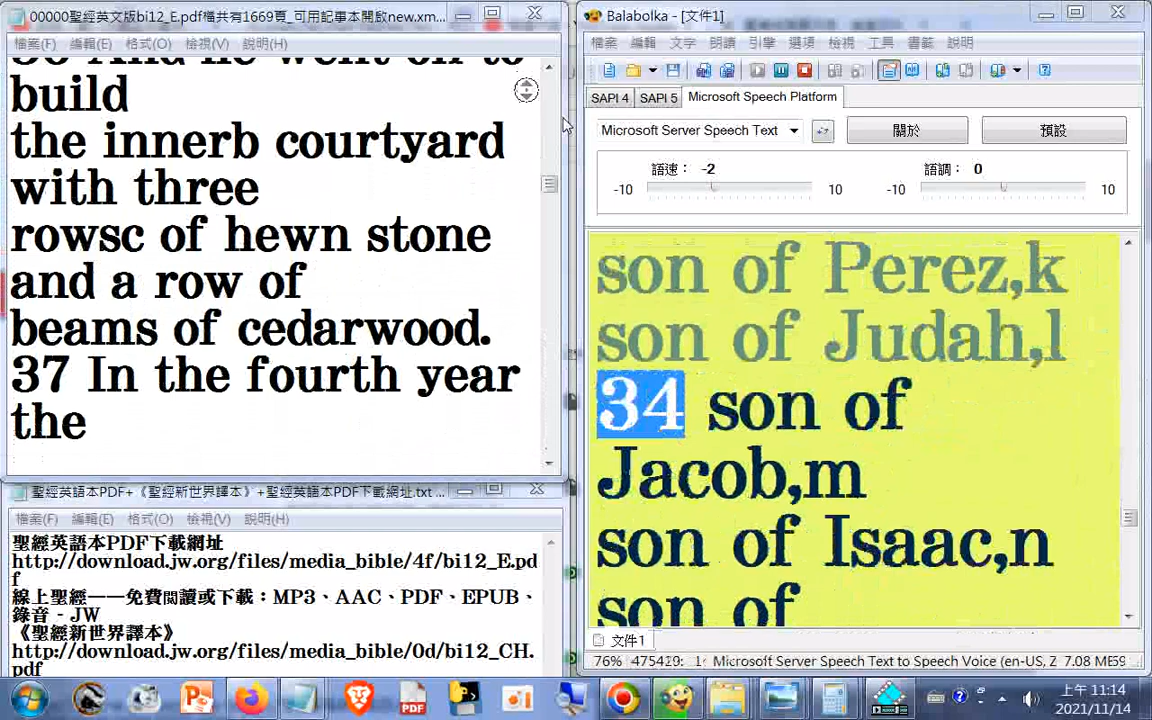 00000聖經英文版bi12_E.pdf檔共有1669頁_可用記事本開啟new.xm...
檔案(F) 編輯(E) 格式(O) 檢視(V) 說明(H)
36 And he went on to
build
the innerb courtyard
with three
rowsc of hewn stone
and a row of
beams of cedarwood.
37 In the fourth year
the
聖經英語本PDF+《聖經新世界譯本》+聖經英語本PDF下載網址.txt ...
檔案(F) 編輯(E) 格式(O) 檢視(V) 說明(H)
聖經英語本PDF下載網址
http://download.jw.org/files/media_bible/4f/bi12_E.pd
f
線上聖經——免費閱讀或下載：MP3、AAC、PDF、EPUB、
錄音 - JW
《聖經新世界譯本》
http://download.jw.org/files/media_bible/0d/bi12_CH.
pdf
Balabolka - [文件1]
檔案 編輯 文字 朗讀 引擎 選項 檢視 工具 書籤 說明
SAPI 4 SAPI 5 Microsoft Speech Platform
Microsoft Server Speech Text 關於 預設
語速： -2 語調： 0
-10 10 -10 10
son of Perez,k
son of Judah,l
34 son of
Jacob,m
son of Isaac,n
son of
文件1
76% 475429: Microsoft Server Speech Text to Speech Voice (en-US, Z 7.08 ME59
PDF
上午 11:14
2021/11/14